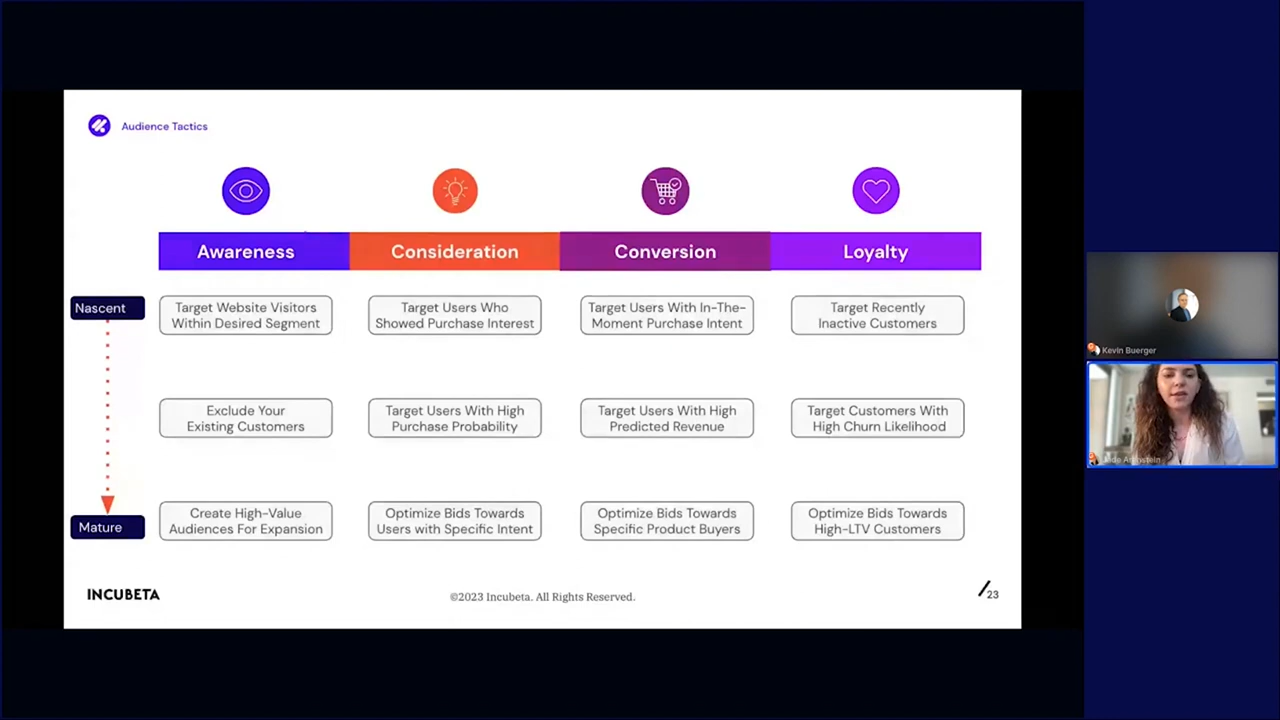 Audience Tactics
Awareness
Consideration
Conversion
Loyalty
Nascent
Target Website Visitors
Within Desired Segment
Target Users Who
Showed Purchase Interest
Target Users With In-The-
Moment Purchase Intent
Target Recently
Inactive Customers
Exclude Your
Existing Customers
Target Users With High
Purchase Probability
Target Users With High
Predicted Revenue
Target Customers With
High Churn Likelihood
Mature
Create High-Value
Audiences For Expansion
Optimize Bids Towards
Users with Specific Intent
Optimize Bids Towards
Specific Product Buyers
Optimize Bids Towards
High-LTV Customers
INCUBETA
©2023 Incubeta. All Rights Reserved.
23
Kevin Buerger